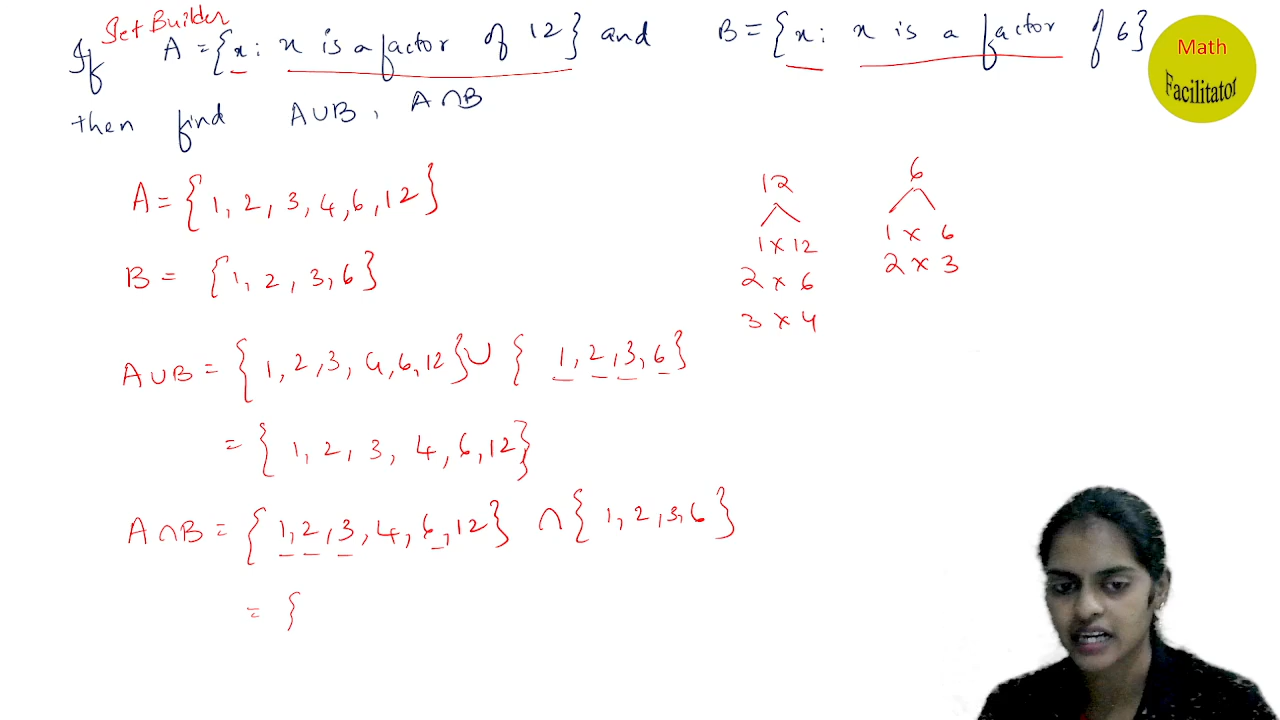 Set Builder
If A = {x: x is a factor of 12} and B = {x: x is a factor of 6}
then find A∪B, A∩B
Math
Facilitator
A = {1, 2, 3, 4, 6, 12}
B = {1, 2, 3, 6}
12
1 x 12
2 x 6
3 x 4
6
1 x 6
2 x 3
A∪B = {1, 2, 3, 4, 6, 12} ∪ {1, 2, 3, 6}
= {1, 2, 3, 4, 6, 12}
A∩B = {1, 2, 3, 4, 6, 12} ∩ {1, 2, 3, 6}
= {